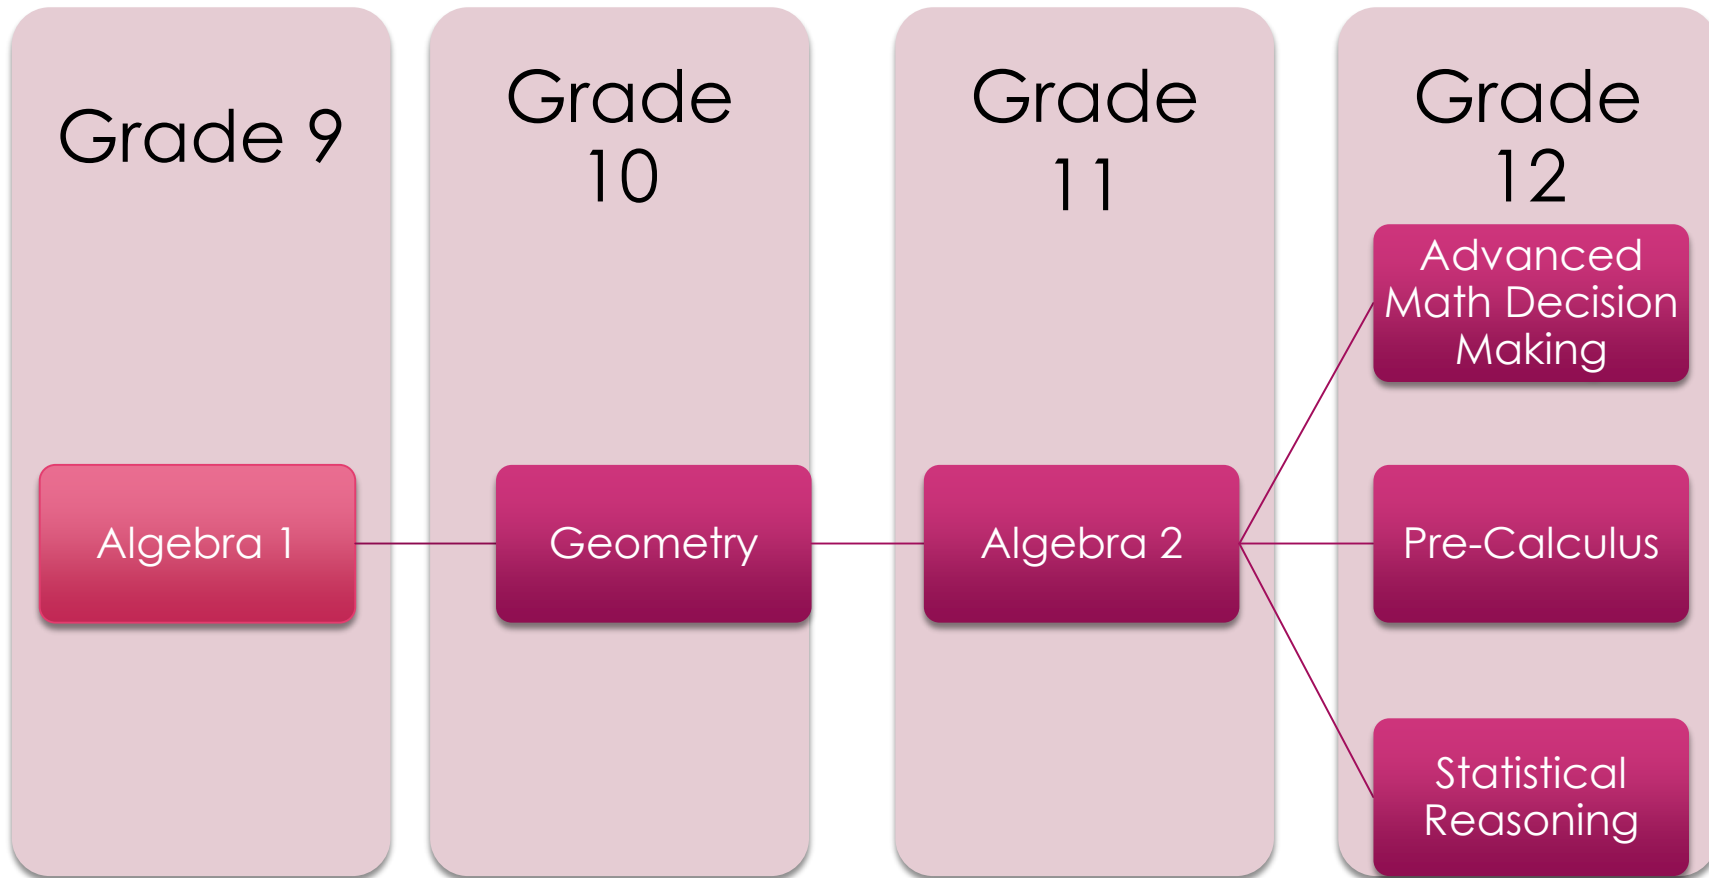 Grade 9
Grade
10
Grade
11
Grade
12
Algebra 1
Geometry
Algebra 2
Advanced
Math Decision
Making
Pre-Calculus
Statistical
Reasoning